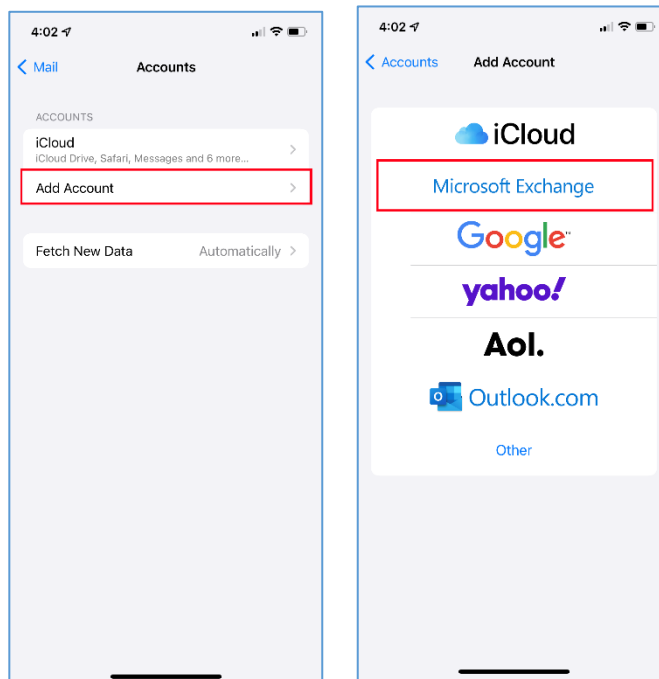 4:02
Mail
Accounts
ACCOUNTS
iCloud
iCloud Drive, Safari, Messages and 6 more...
Add Account
Fetch New Data Automatically
4:02
Accounts Add Account
iCloud
Microsoft Exchange
Google
yahoo!
Aol.
Outlook.com
Other